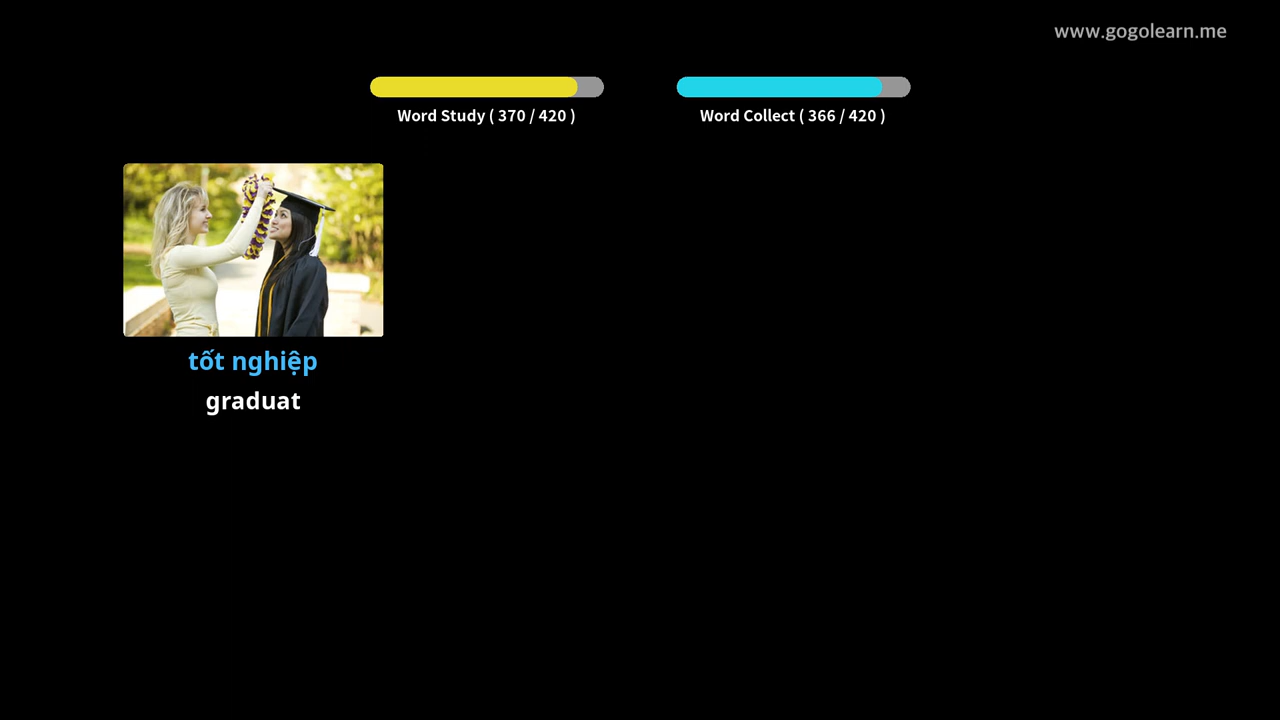 www.gogolearn.me
Word Study ( 370 / 420 )
Word Collect ( 366 / 420 )
tốt nghiệp
graduat